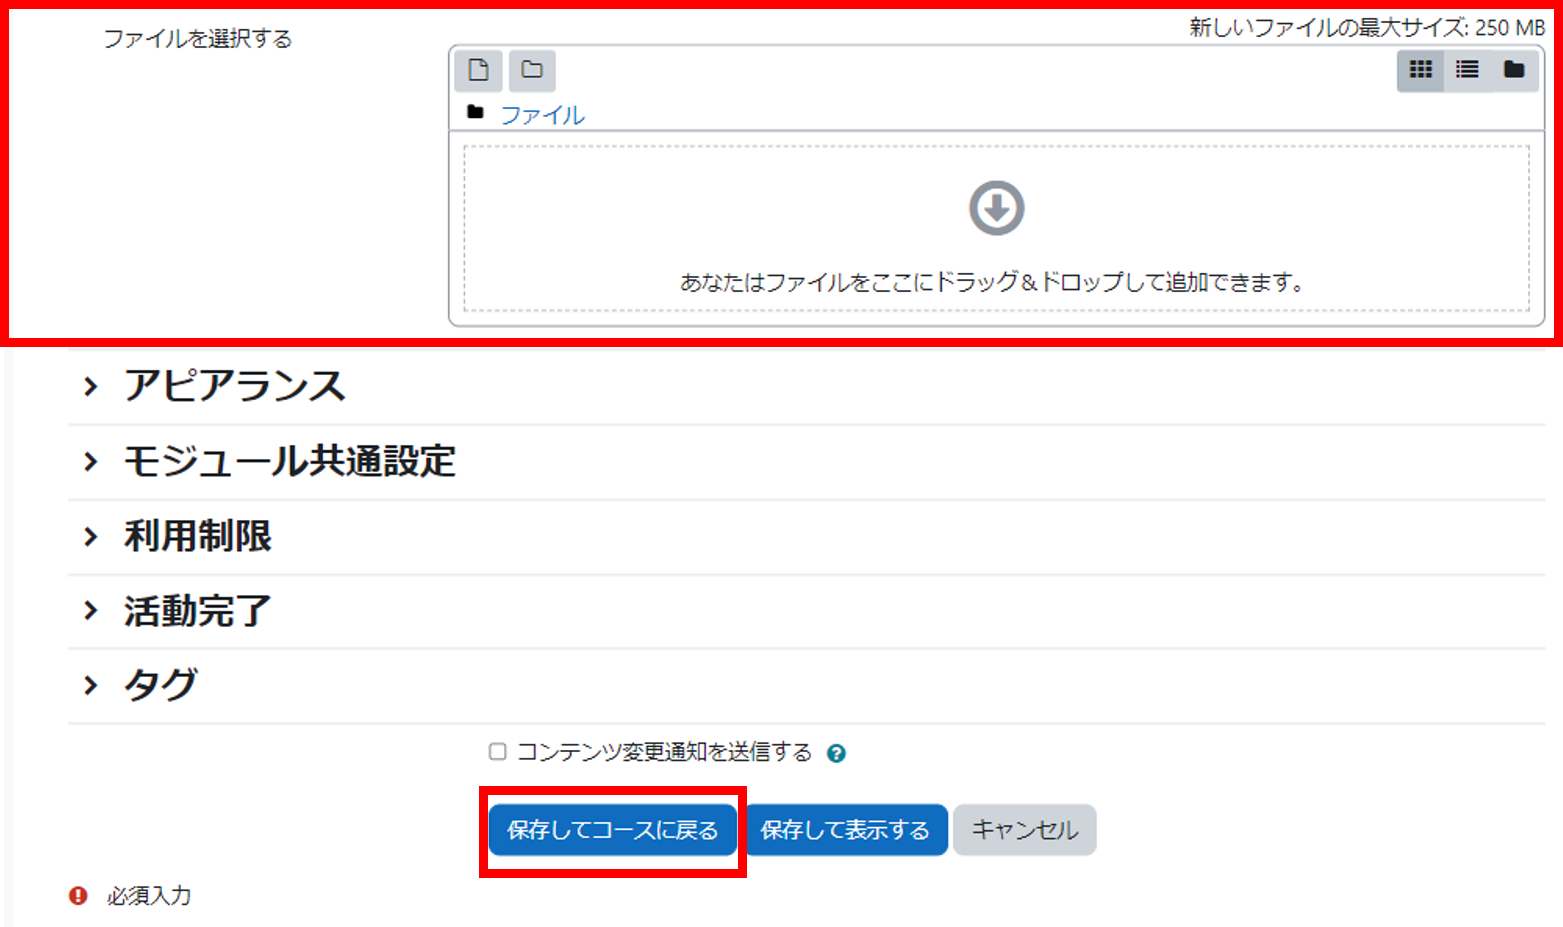 ファイルを選択する
新しいファイルの最大サイズ: 250 MB
ファイル
あなたはファイルをここにドラッグ＆ドロップして追加できます。
アピアランス
モジュール共通設定
利用制限
活動完了
タグ
コンテンツ変更通知を送信する
保存してコースに戻る 保存して表示する キャンセル
必須入力